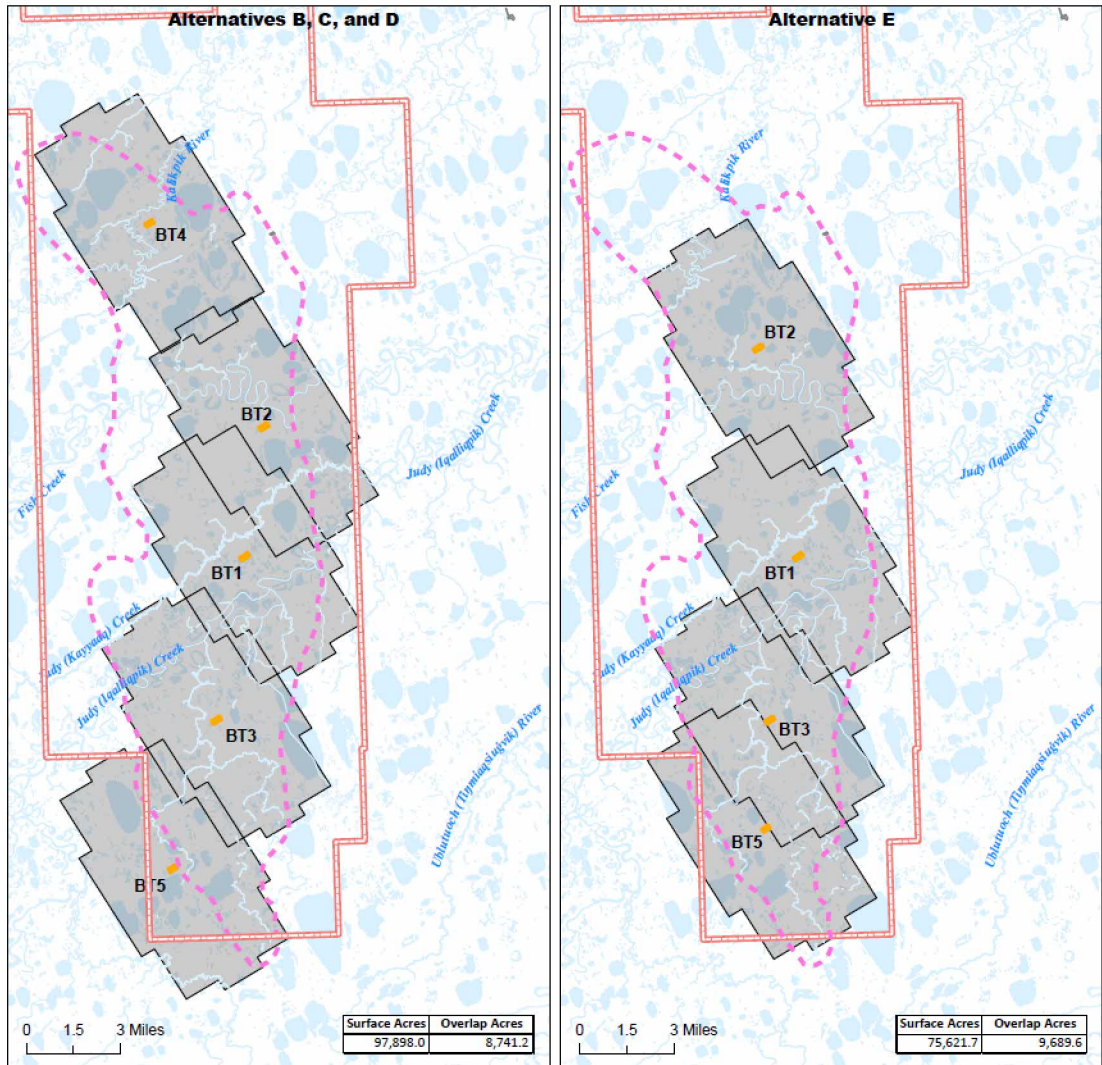 Alternatives B, C, and D
Kalikpik River
BT4
BT2
Judy (Iqalliqpik) Creek
Fish Creek
BT1
Judy (Kayyaaq) Creek
Judy (Iqalliqpik) Creek
BT3
Ublutuoch (Tiŋmiaqsiuġvik) River
BT5
0 1.5 3 Miles
Surface Acres Overlap Acres
97,898.0 8,741.2
Alternative E
Kalikpik River
BT2
Judy (Iqalliqpik) Creek
Fish Creek
BT1
Judy (Kayyaaq) Creek
Judy (Iqalliqpik) Creek
BT3
Ublutuoch (Tiŋmiaqsiuġvik) River
BT5
0 1.5 3 Miles
Surface Acres Overlap Acres
75,621.7 9,689.6